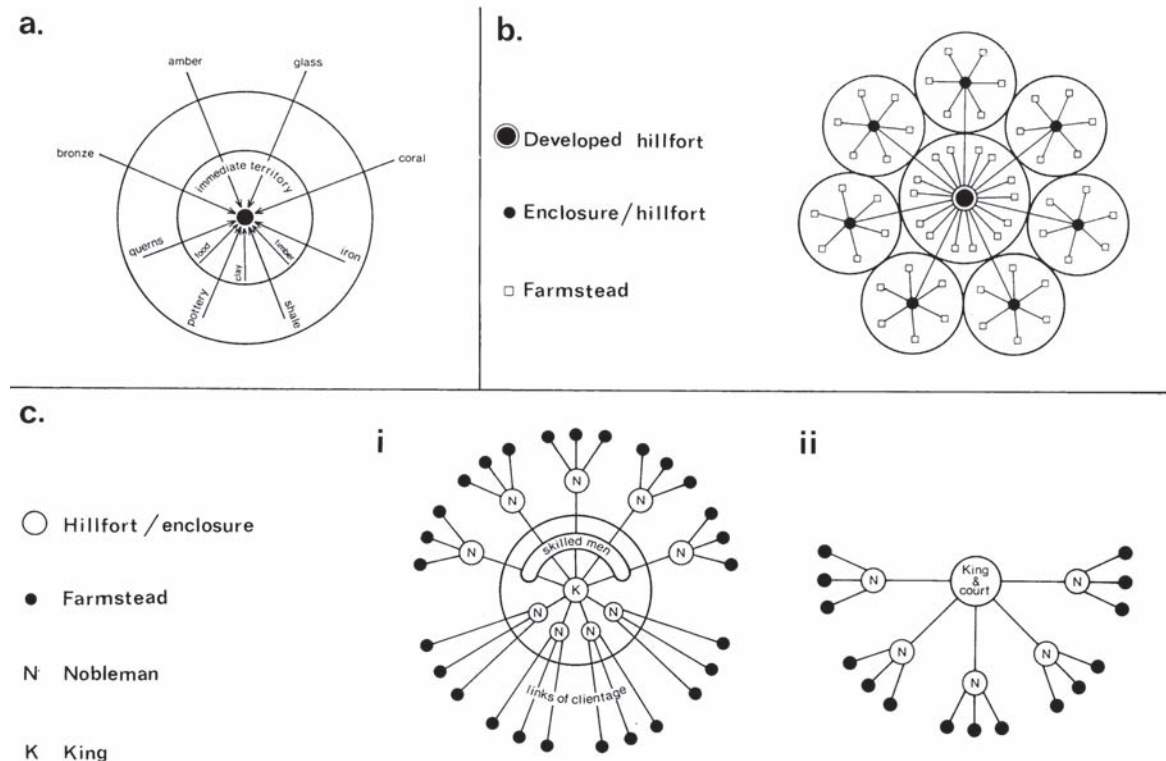 a.
amber
glass
bronze
coral
immediate territory
querns
food
clay
timber
iron
pottery
shale
b.
Developed hillfort
Enclosure/hillfort
Farmstead
c.
Hillfort/enclosure
Farmstead
N Nobleman
K King
i
N
N
N
N
N
skilled men
K
N
N
N
N
links of clientage
ii
King
&
court
N
N
N
N
N